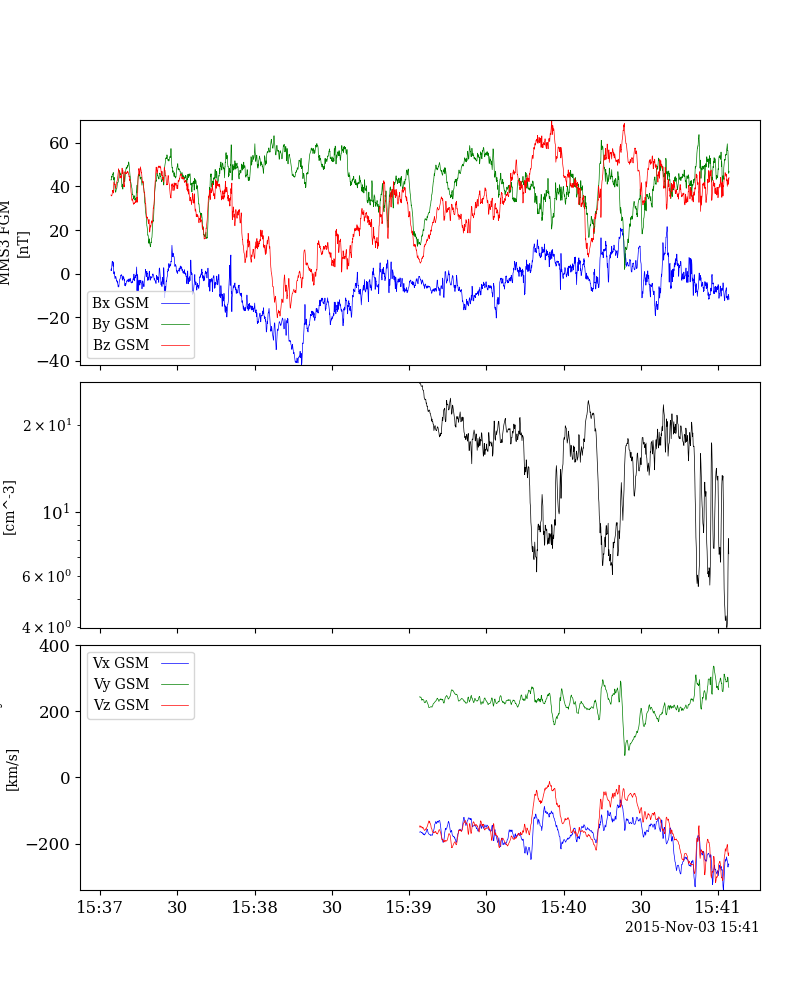 MMS3 FGM
[nT]
60
40
20
0
−20
−40
Bx GSM
By GSM
Bz GSM
[cm^-3]
2×10¹
10¹
6×10⁰
4×10⁰
[km/s]
400
200
0
−200
Vx GSM
Vy GSM
Vz GSM
15:37 30 15:38 30 15:39 30 15:40 30 15:41
2015-Nov-03 15:41